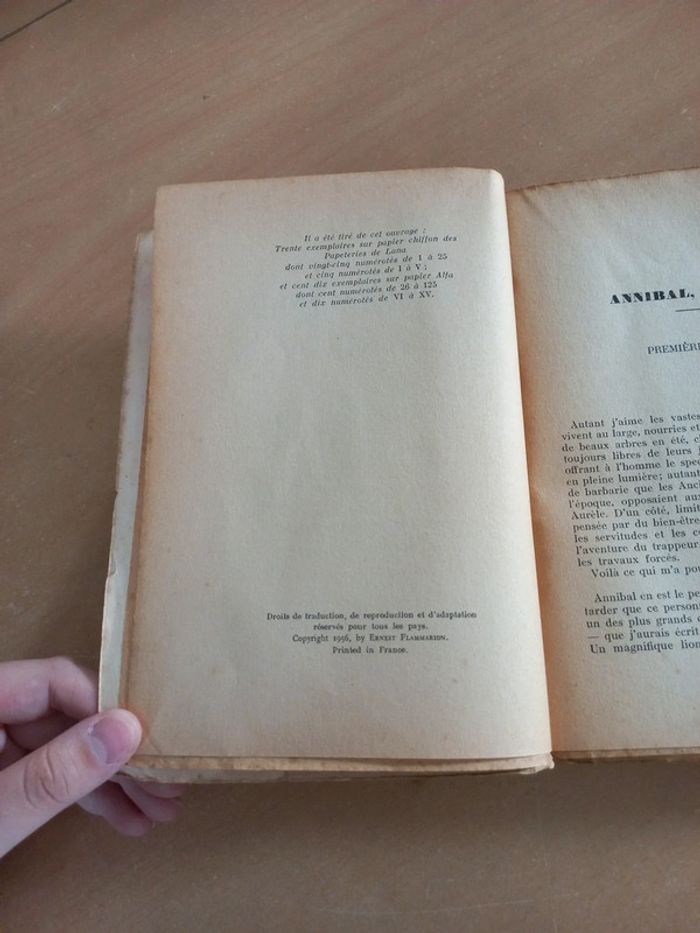 Il a été tiré de cet ouvrage :
Trente exemplaires sur papier chiffon des
Papeteries de Lana
dont vingt-cinq numérotés de 1 à 25
et cinq numérotés de I à V ;
et cent dix exemplaires sur papier Alfa
dont cent numérotés de 26 à 125
et dix numérotés de VI à XV.
Droits de traduction, de reproduction et d'adaptation
réservés pour tous les pays.
Copyright 1956, by ERNEST FLAMMARION.
Printed in France.
ANNIBAL,
PREMIÈRE
Autant j'aime les vastes
vivent au large, nourries et
de beaux arbres en été,
toujours libres de leurs
offrant à l'homme le spec
en pleine lumière; autant
de barbarie que les Anc
l'époque, opposaient aux
Aurèle. D'un côté, limit
pensée par du bien-être
les servitudes et les
l'aventure du trappeur
les travaux forcés.
Voilà ce qui m'a pou
Annibal en est le pe
tarder que ce person
un des plus grands
— que j'aurais écrit
Un magnifique lion